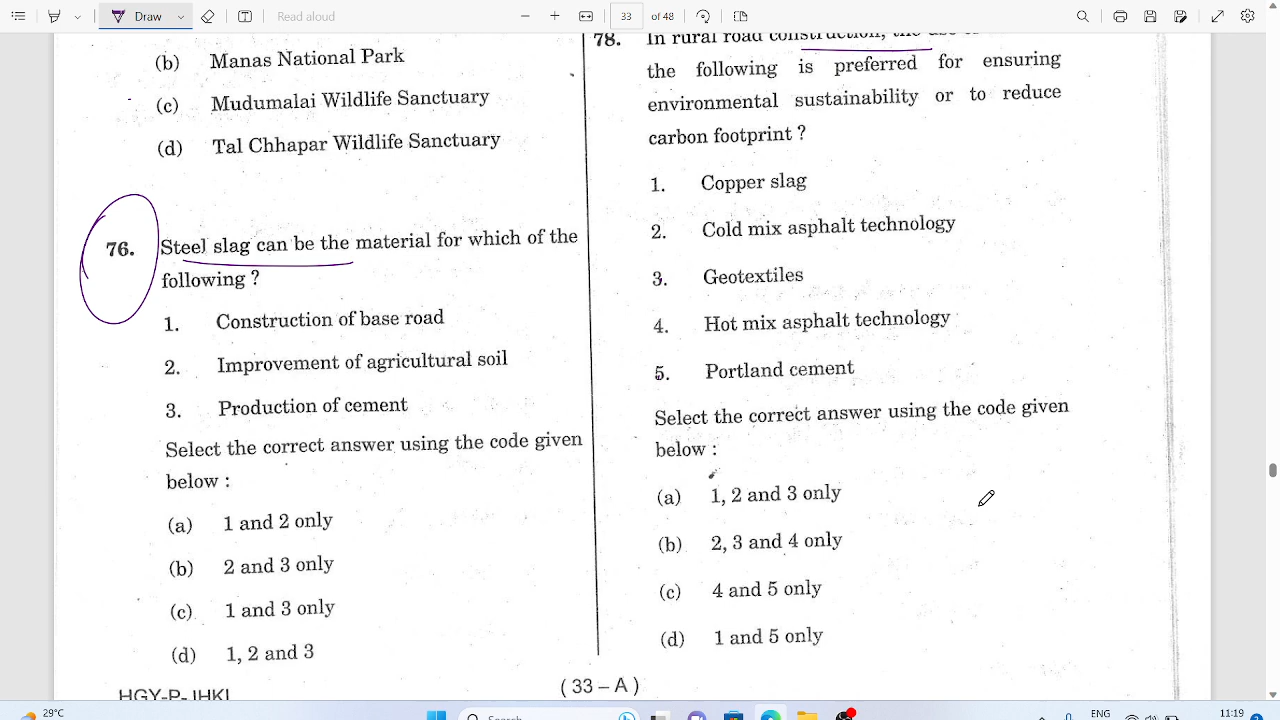 Draw
Read aloud
33 of 48
(b) Manas National Park
(c) Mudumalai Wildlife Sanctuary
(d) Tal Chhapar Wildlife Sanctuary
76. Steel slag can be the material for which of the
following ?
1. Construction of base road
2. Improvement of agricultural soil
3. Production of cement
Select the correct answer using the code given
below :
(a) 1 and 2 only
(b) 2 and 3 only
(c) 1 and 3 only
(d) 1, 2 and 3
78. In rural road construction, the use of
the following is preferred for ensuring
environmental sustainability or to reduce
carbon footprint ?
1. Copper slag
2. Cold mix asphalt technology
3. Geotextiles
4. Hot mix asphalt technology
5. Portland cement
Select the correct answer using the code given
below :
(a) 1, 2 and 3 only
(b) 2, 3 and 4 only
(c) 4 and 5 only
(d) 1 and 5 only
( 33 – A )
29°C
Search
ENG
11:19